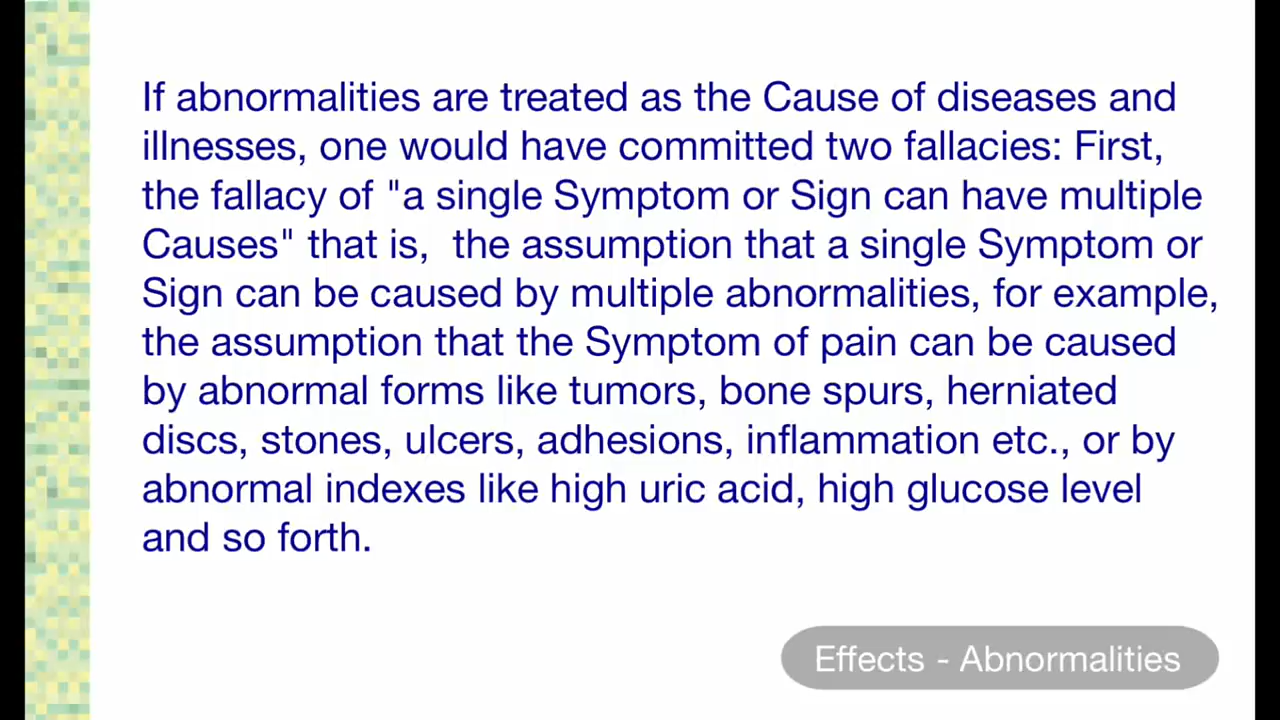 If abnormalities are treated as the Cause of diseases and
illnesses, one would have committed two fallacies: First,
the fallacy of "a single Symptom or Sign can have multiple
Causes" that is,  the assumption that a single Symptom or
Sign can be caused by multiple abnormalities, for example,
the assumption that the Symptom of pain can be caused
by abnormal forms like tumors, bone spurs, herniated
discs, stones, ulcers, adhesions, inflammation etc., or by
abnormal indexes like high uric acid, high glucose level
and so forth.
Effects - Abnormalities